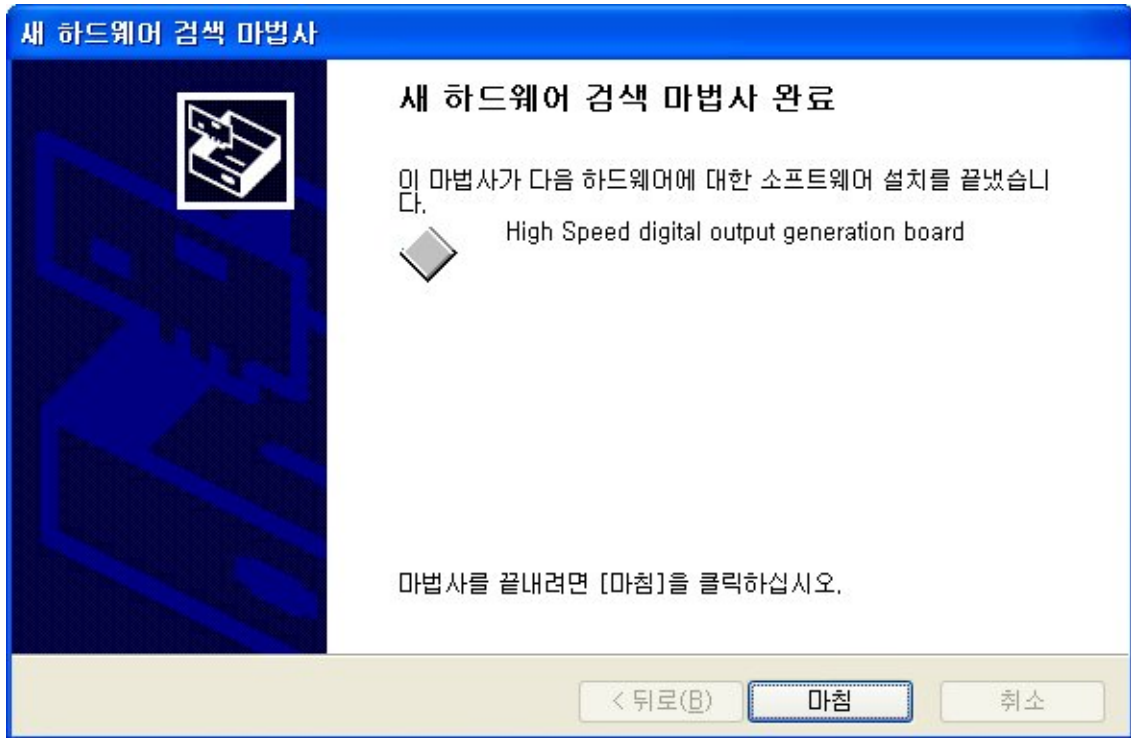 새 하드웨어 검색 마법사
새 하드웨어 검색 마법사 완료
이 마법사가 다음 하드웨어에 대한 소프트웨어 설치를 끝냈습니
다.
High Speed digital output generation board
마법사를 끝내려면 [마침]을 클릭하십시오.
< 뒤로(B) 마침 취소